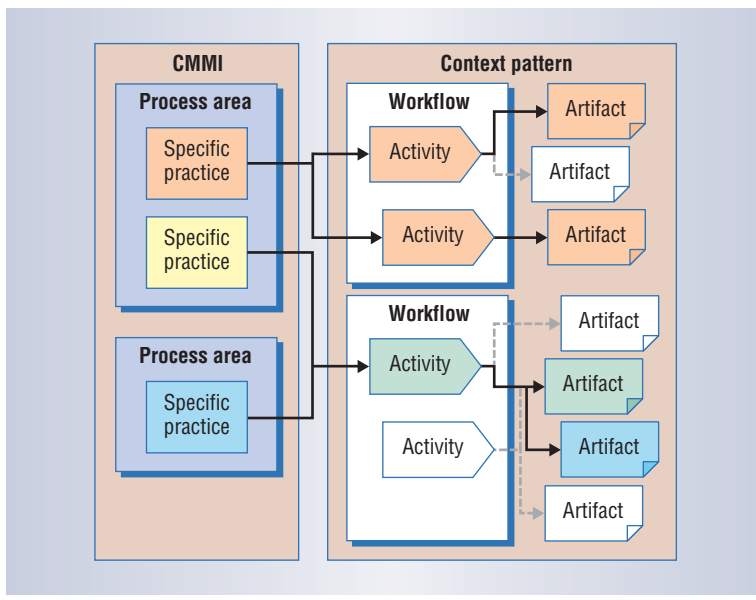 CMMI
Process area
Specific
practice
Specific
practice
Process area
Specific
practice
Context pattern
Workflow
Activity
Activity
Artifact
Artifact
Artifact
Workflow
Activity
Activity
Artifact
Artifact
Artifact
Artifact